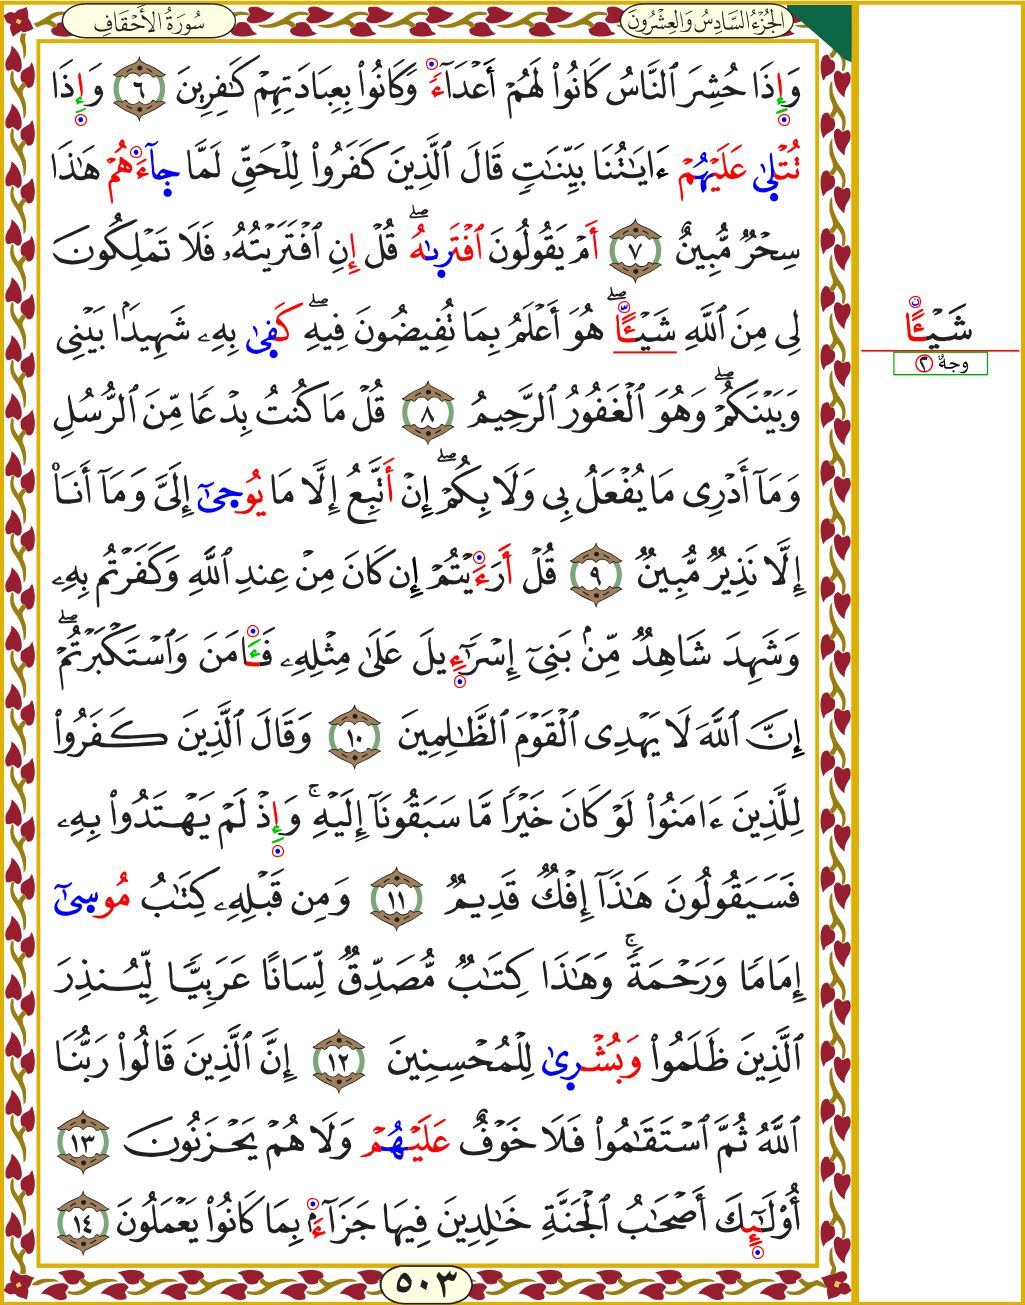 الجُزْءُ السَّادِسُ وَالعِشْرُونَ
سُورَةُ الأَحْقَافِ
وَإِذَا حُشِرَ ٱلنَّاسُ كَانُوا۟ لَهُمْ أَعْدَآءً وَكَانُوا۟ بِعِبَادَتِهِمْ كَـٰفِرِينَ ٦ وَإِذَا
تُتْلَىٰ عَلَيْهُمْ ءَايَـٰتُنَا بَيِّنَـٰتٍ قَالَ ٱلَّذِينَ كَفَرُوا۟ لِلْحَقِّ لَمَّا جَآءَهُمْ هَـٰذَا
سِحْرٌ مُّبِينٌ ٧ أَمْ يَقُولُونَ ٱفْتَرَىٰهُ ۖ قُلْ إِنِ ٱفْتَرَيْتُهُۥ فَلَا تَمْلِكُونَ
لِى مِنَ ٱللَّهِ شَيْـًٔا ۖ هُوَ أَعْلَمُ بِمَا تُفِيضُونَ فِيهِ ۖ كَفَىٰ بِهِۦ شَهِيدًۢا بَيْنِى
شَيْـًٔا
وجهٌ ٢
وَبَيْنَكُمْ ۖ وَهُوَ ٱلْغَفُورُ ٱلرَّحِيمُ ٨ قُلْ مَا كُنتُ بِدْعًا مِّنَ ٱلرُّسُلِ
وَمَآ أَدْرِى مَا يُفْعَلُ بِى وَلَا بِكُمْ ۖ إِنْ أَتَّبِعُ إِلَّا مَا يُوحَىٰٓ إِلَىَّ وَمَآ أَنَا۠
إِلَّا نَذِيرٌ مُّبِينٌ ٩ قُلْ أَرَءَيْتُمْ إِن كَانَ مِنْ عِندِ ٱللَّهِ وَكَفَرْتُم بِهِۦ
وَشَهِدَ شَاهِدٌ مِّنۢ بَنِىٓ إِسْرَٰٓءِيلَ عَلَىٰ مِثْلِهِۦ فَـَٔامَنَ وَٱسْتَكْبَرْتُمْ ۖ
إِنَّ ٱللَّهَ لَا يَهْدِى ٱلْقَوْمَ ٱلظَّـٰلِمِينَ ١٠ وَقَالَ ٱلَّذِينَ كَفَرُوا۟
لِلَّذِينَ ءَامَنُوا۟ لَوْ كَانَ خَيْرًا مَّا سَبَقُونَآ إِلَيْهِ ۚ وَإِذْ لَمْ يَهْتَدُوا۟ بِهِۦ
فَسَيَقُولُونَ هَـٰذَآ إِفْكٌ قَدِيمٌ ١١ وَمِن قَبْلِهِۦ كِتَـٰبُ مُوسَىٰٓ
إِمَامًا وَرَحْمَةً ۚ وَهَـٰذَا كِتَـٰبٌ مُّصَدِّقٌ لِّسَانًا عَرَبِيًّا لِّيُنذِرَ
ٱلَّذِينَ ظَلَمُوا۟ وَبُشْرَىٰ لِلْمُحْسِنِينَ ١٢ إِنَّ ٱلَّذِينَ قَالُوا۟ رَبُّنَا
ٱللَّهُ ثُمَّ ٱسْتَقَـٰمُوا۟ فَلَا خَوْفٌ عَلَيْهُمْ وَلَا هُمْ يَحْزَنُونَ ١٣
أُو۟لَـٰٓئِكَ أَصْحَـٰبُ ٱلْجَنَّةِ خَـٰلِدِينَ فِيهَا جَزَآءًۢ بِمَا كَانُوا۟ يَعْمَلُونَ ١٤
٥٠٣